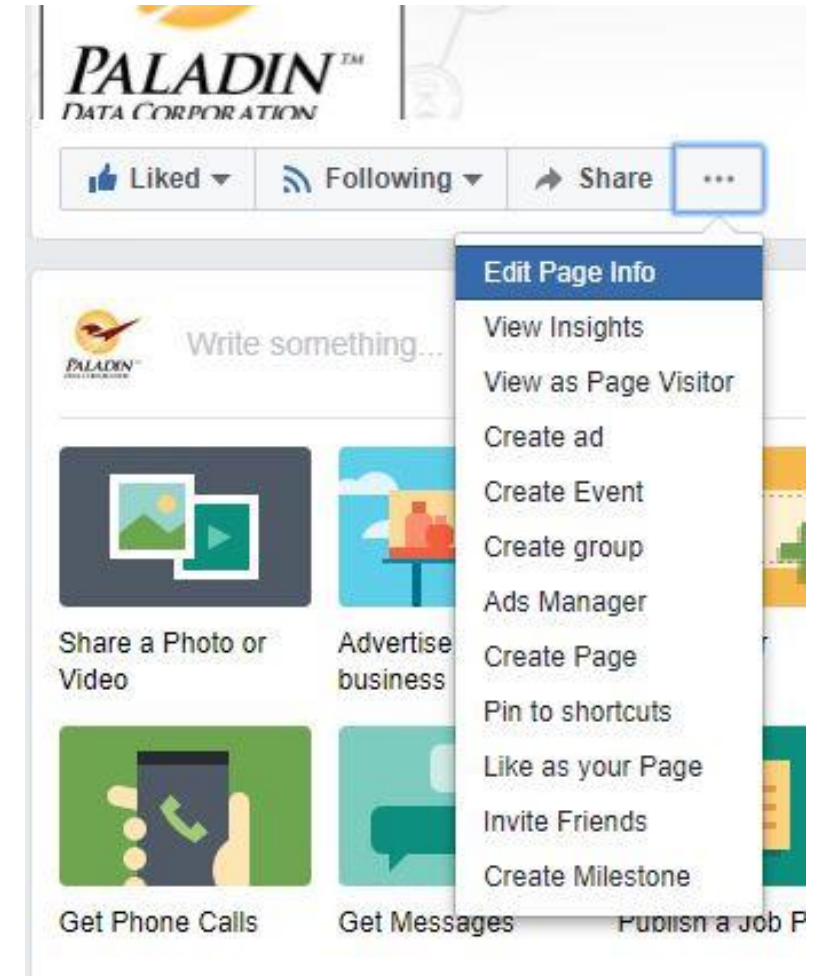 PALADIN™
DATA CORPORATION
Liked
Following
Share
Edit Page Info
View Insights
View as Page Visitor
Create ad
Create Event
Create group
Ads Manager
Create Page
Pin to shortcuts
Like as your Page
Invite Friends
Create Milestone
PALADIN
Write something...
Share a Photo or
Video
Advertise
business
Get Phone Calls
Get Messages
Publish a Job P